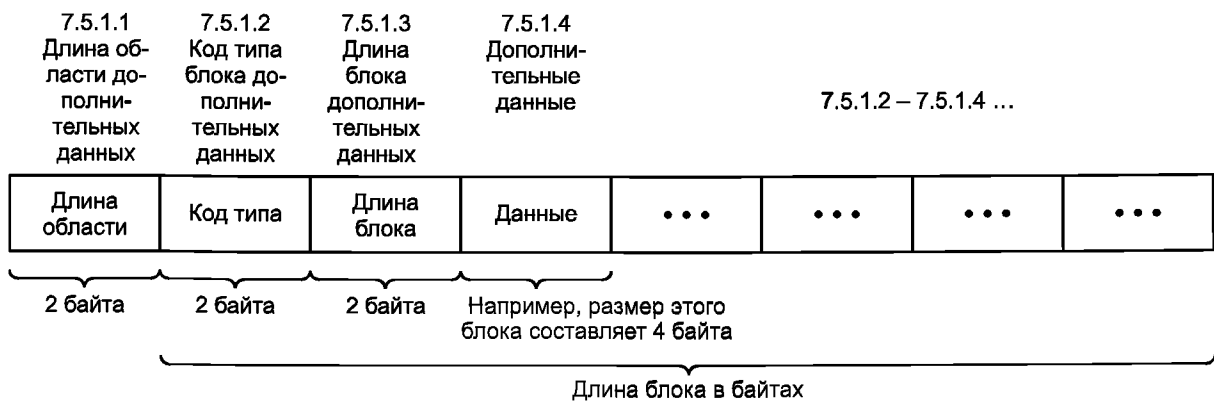 7.5.1.1
Длина об-
ласти до-
полни-
тельных
данных
7.5.1.2
Код типа
блока до-
полни-
тельных
данных
7.5.1.3
Длина
блока
дополни-
тельных
данных
7.5.1.4
Дополни-
тельные
данные
7.5.1.2 – 7.5.1.4 ...
Длина
области
Код типа
Длина
блока
Данные
• • •
• • •
• • •
• • •
2 байта
2 байта
2 байта
Например, размер этого
блока составляет 4 байта
Длина блока в байтах